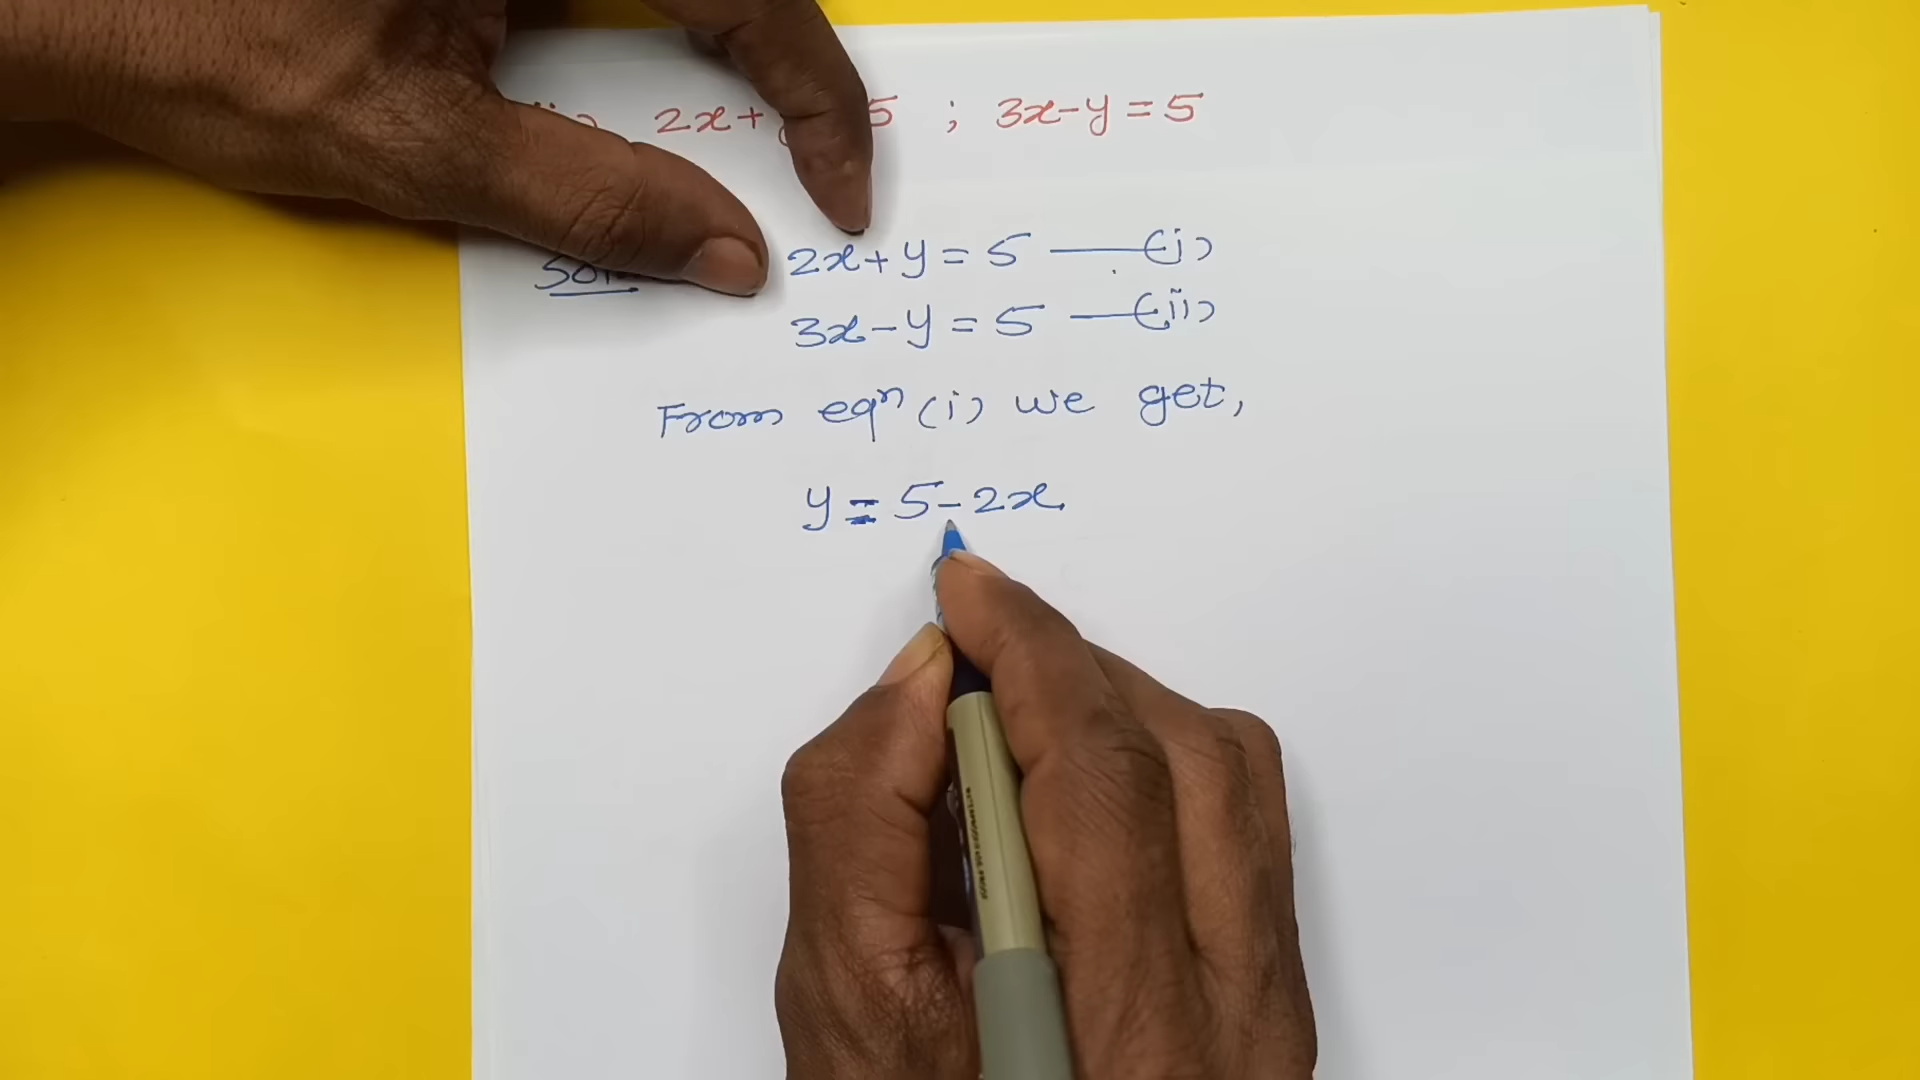 2x+ 5 ; 3x-y=5
2x+y=5 —(i)
3x-y=5 —(ii)
From eqⁿ (i) we get,
y=5-2x.